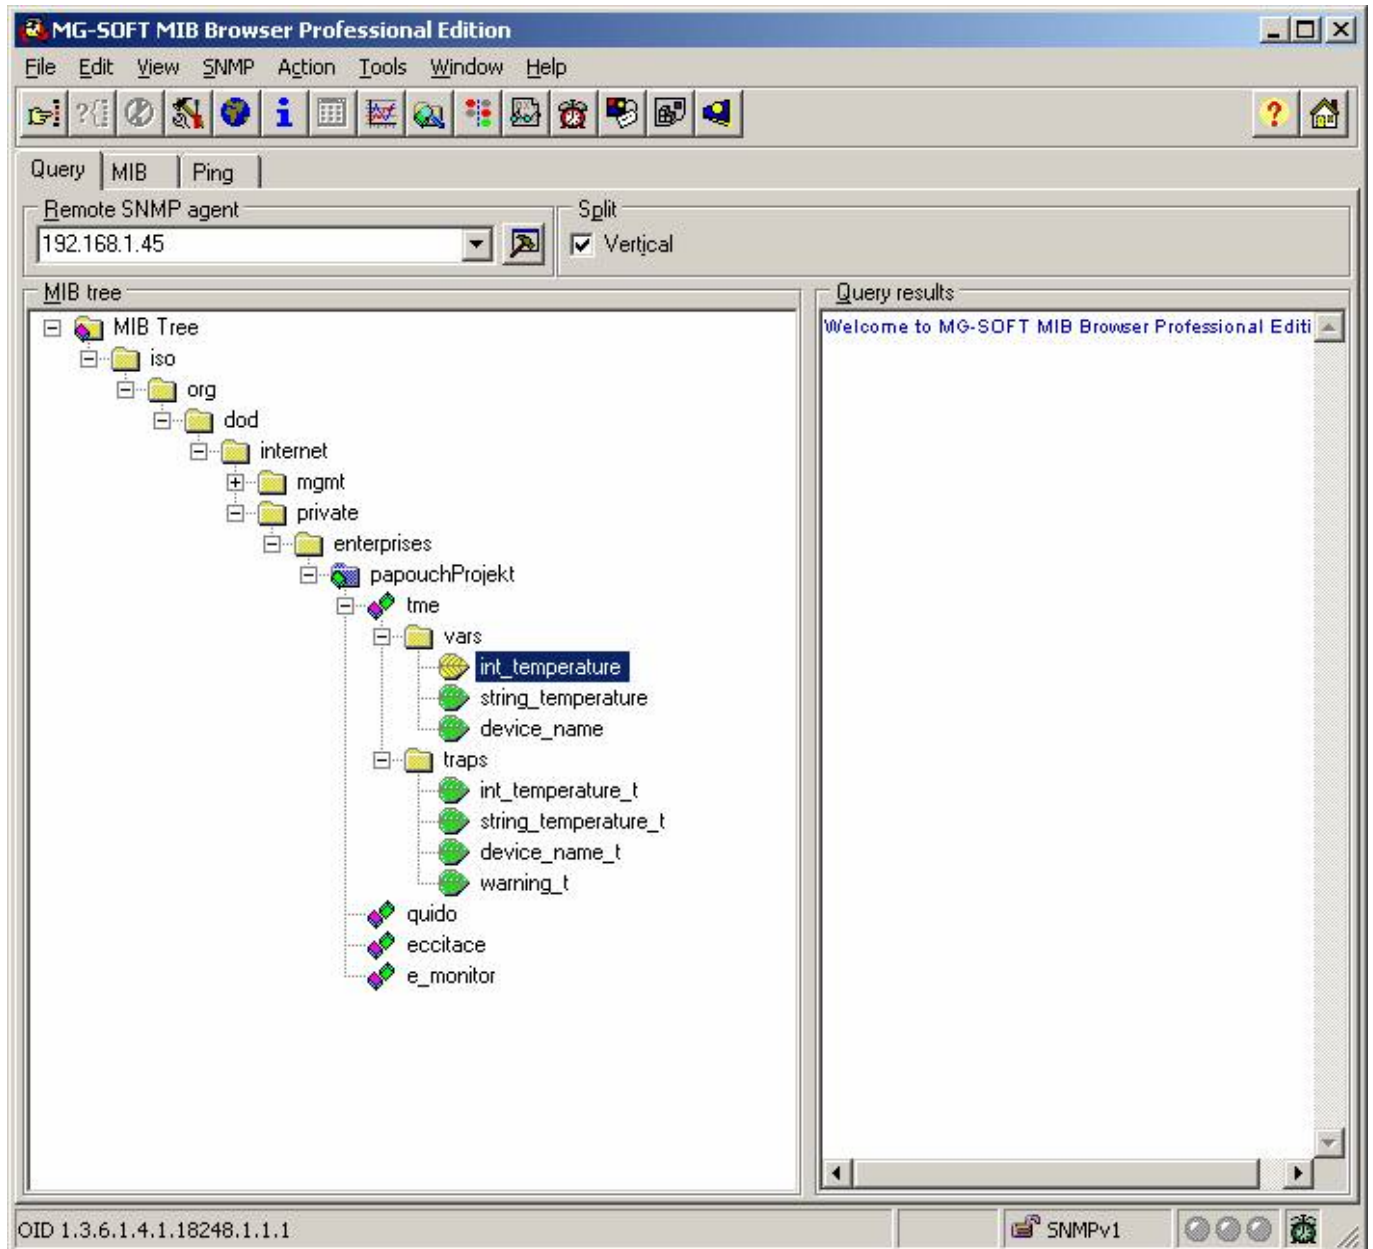 MG-SOFT MIB Browser Professional Edition
File Edit View SNMP Action Tools Window Help
Query MIB Ping
Remote SNMP agent
192.168.1.45
Split
Vertical
MIB tree
MIB Tree
iso
org
dod
internet
mgmt
private
enterprises
papouchProjekt
tme
vars
int_temperature
string_temperature
device_name
traps
int_temperature_t
string_temperature_t
device_name_t
warning_t
quido
eccitace
e_monitor
Query results
Welcome to MG-SOFT MIB Browser Professional Editi
OID 1.3.6.1.4.1.18248.1.1.1
SNMPv1